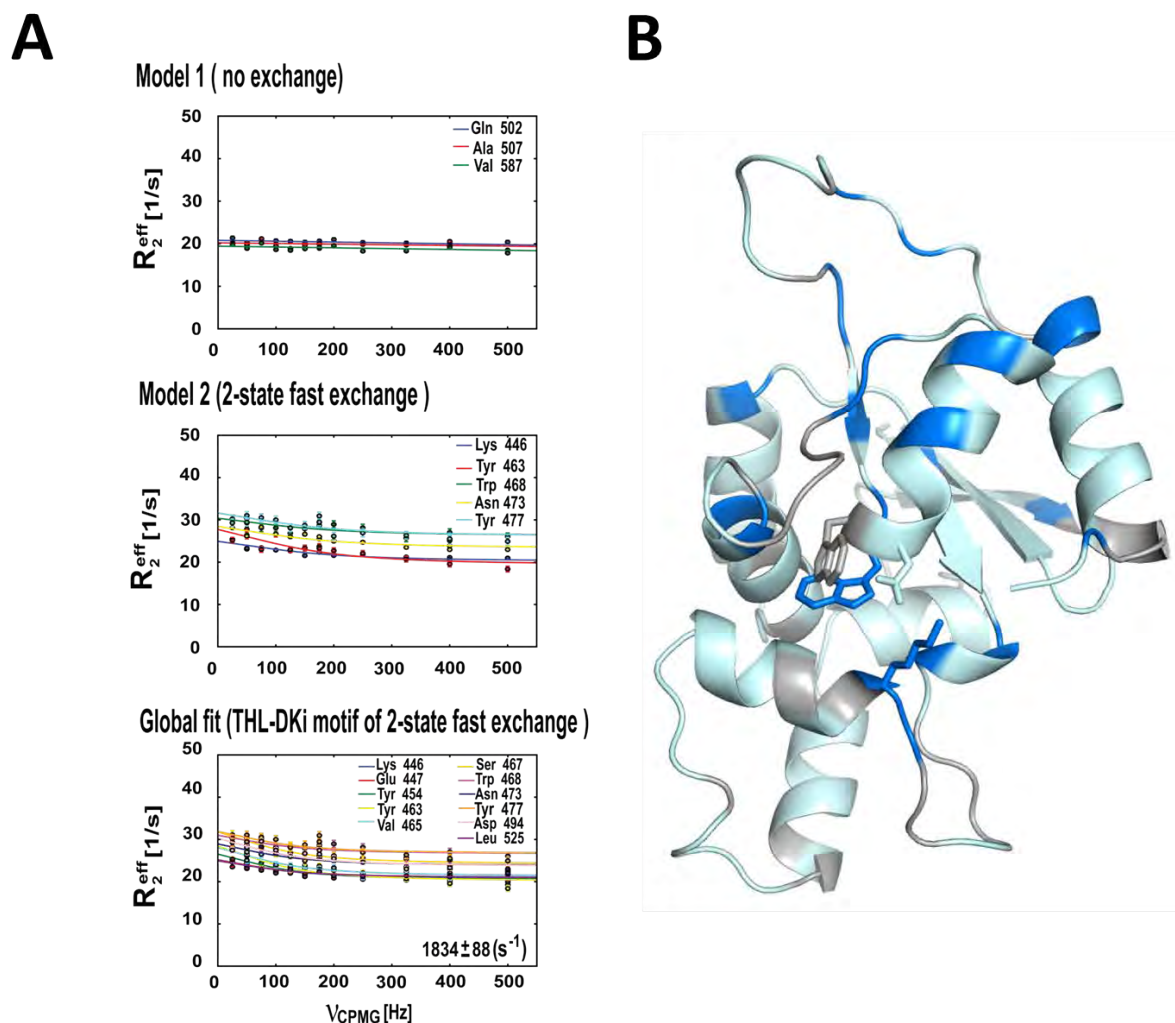 A
B
Model 1 ( no exchange)
50
40
30
20
10
0
R2eff [1/s]
Gln 502
Ala 507
Val 587
0 100 200 300 400 500
Model 2 (2-state fast exchange )
50
40
30
20
10
0
R2eff [1/s]
Lys 446
Tyr 463
Trp 468
Asn 473
Tyr 477
0 100 200 300 400 500
Global fit (THL-DKi motif of 2-state fast exchange )
50
40
30
20
10
0
R2eff [1/s]
Lys 446 Ser 467
Glu 447 Trp 468
Tyr 454 Asn 473
Tyr 463 Tyr 477
Val 465 Asp 494
Leu 525
1834±88(s-1)
0 100 200 300 400 500
νCPMG [Hz]